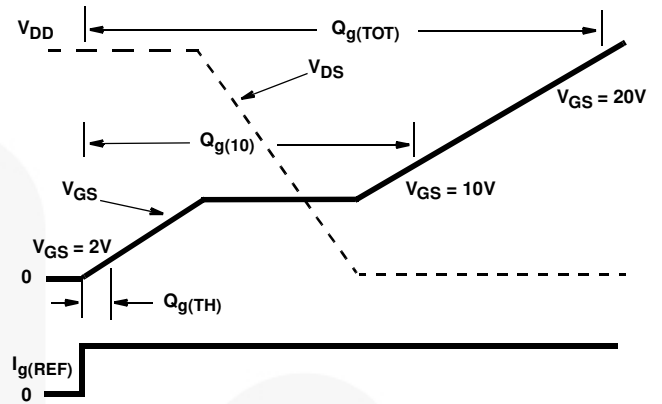 V_DD
Q_g(TOT)
V_DS
V_GS = 20V
Q_g(10)
V_GS
V_GS = 10V
V_GS = 2V
0
Q_g(TH)
I_g(REF)
0